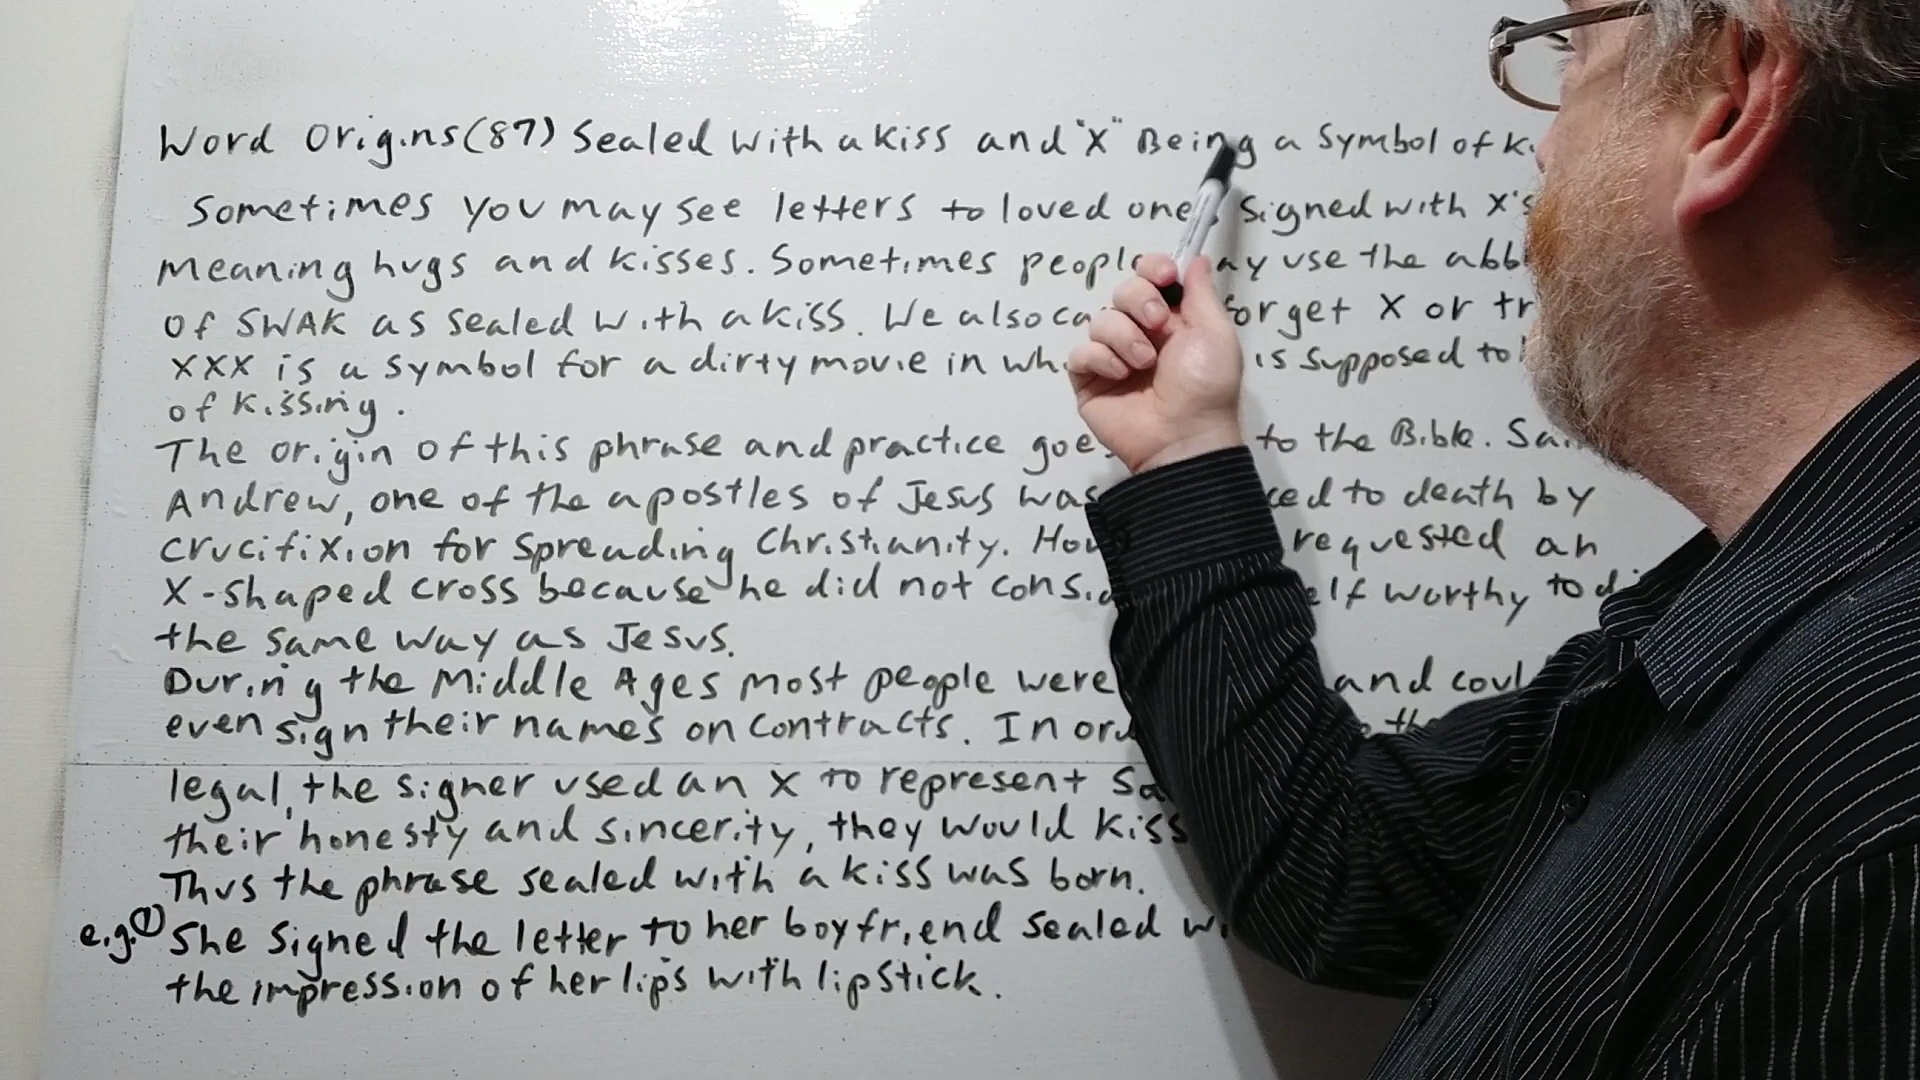 Word Origins (87) Sealed with a kiss and "X" Being a Symbol of
Sometimes you may see letters to loved ones signed with X's
meaning hugs and kisses. Sometimes people may use the
of SWAK as sealed with a kiss. We also forget X or
XXX is a symbol for a dirty movie in is supposed to
of kissing.
The origin of this phrase and practice goes to the Bible.
Andrew, one of the apostles of Jesus was to death by
crucifixion for spreading Christianity. requested an
X-shaped cross because he did not worthy to
the same way as Jesus.
During the Middle Ages most people were and
even sign their names on contracts. In
legal, the signer used an X to represent
their honesty and sincerity, they would kiss
Thus the phrase sealed with a kiss was born.
e.g. ① She signed the letter to her boyfriend sealed
the impression of her lips with lipstick.